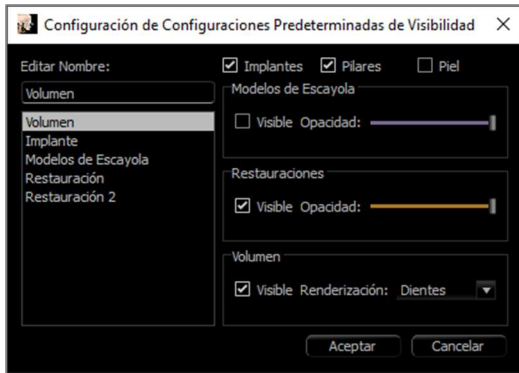 Configuración de Configuraciones Predeterminadas de Visibilidad
Editar Nombre:
Volumen
Volumen
Implante
Modelos de Escayola
Restauración
Restauración 2
Implantes Pilares Piel
Modelos de Escayola
Visible Opacidad:
Restauraciones
Visible Opacidad:
Volumen
Visible Renderización: Dientes
Aceptar Cancelar